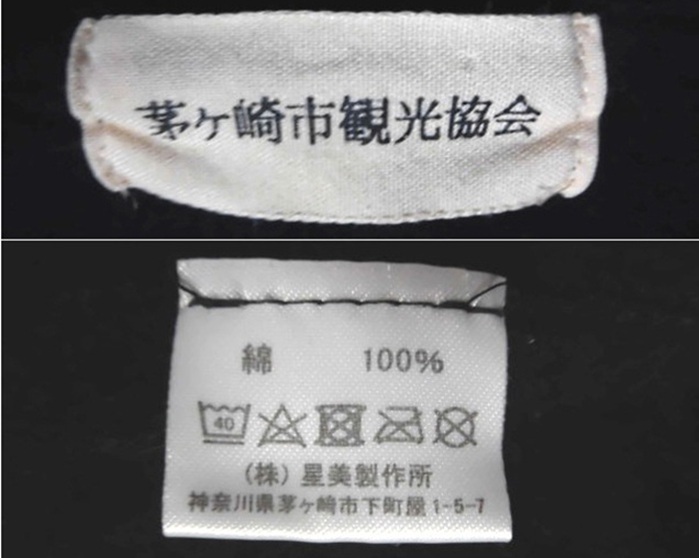 茅ヶ崎市観光協会
綿 100%
40
(株) 星美製作所
神奈川県茅ヶ崎市下町屋1-5-7